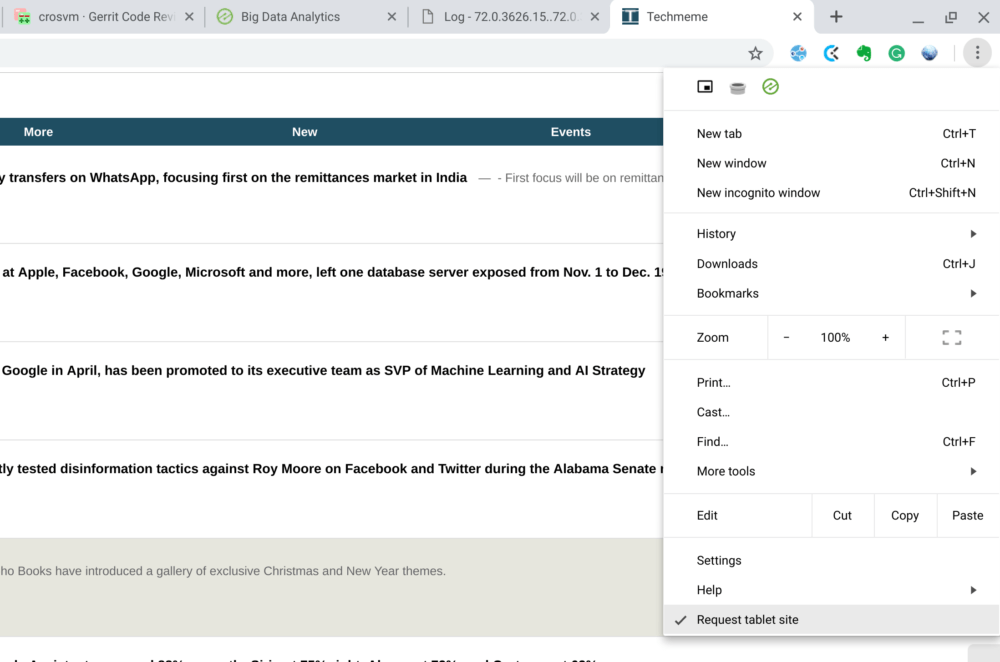 crosvm · Gerrit Code Revi
Big Data Analytics
Log - 72.0.3626.15..72.0.
Techmeme
More New Events
y transfers on WhatsApp, focusing first on the remittances market in India — - First focus will be on remittan
at Apple, Facebook, Google, Microsoft and more, left one database server exposed from Nov. 1 to Dec. 19
Google in April, has been promoted to its executive team as SVP of Machine Learning and AI Strategy
tly tested disinformation tactics against Roy Moore on Facebook and Twitter during the Alabama Senate
ho Books have introduced a gallery of exclusive Christmas and New Year themes.
New tab Ctrl+T
New window Ctrl+N
New incognito window Ctrl+Shift+N
History
Downloads Ctrl+J
Bookmarks
Zoom - 100% +
Print… Ctrl+P
Cast…
Find… Ctrl+F
More tools
Edit Cut Copy Paste
Settings
Help
Request tablet site